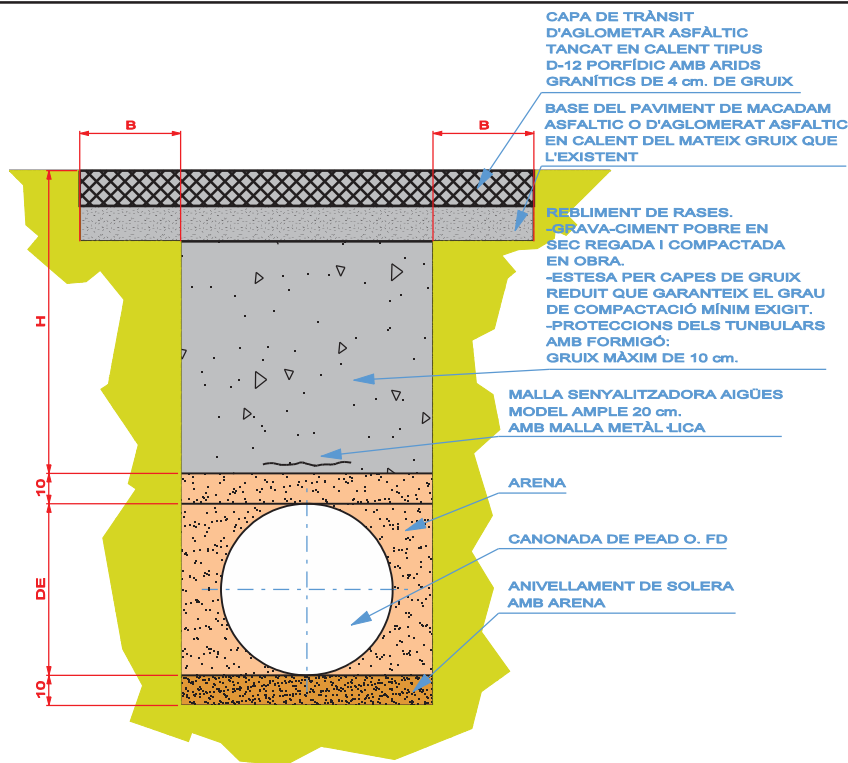 CAPA DE TRÀNSIT
D'AGLOMETAR ASFÀLTIC
TANCAT EN CALENT TIPUS
D-12 PORFÍDIC AMB ARIDS
GRANÍTICS DE 4 cm. DE GRUIX
BASE DEL PAVIMENT DE MACADAM
ASFALTIC O D'AGLOMERAT ASFALTIC
EN CALENT DEL MATEIX GRUIX QUE
L'EXISTENT
B
B
REBLIMENT DE RASES.
-GRAVA-CIMENT POBRE EN
SEC REGADA I COMPACTADA
EN OBRA.
-ESTESA PER CAPES DE GRUIX
REDUIT QUE GARANTEIX EL GRAU
DE COMPACTACIÓ MÍNIM EXIGIT.
-PROTECCIONS DELS TUNBULARS
AMB FORMIGÓ:
GRUIX MÀXIM DE 10 cm.
H
MALLA SENYALITZADORA AIGÜES
MODEL AMPLE 20 cm.
AMB MALLA METÀL·LICA
10
ARENA
CANONADA DE PEAD O. FD
DE
ANIVELLAMENT DE SOLERA
AMB ARENA
10